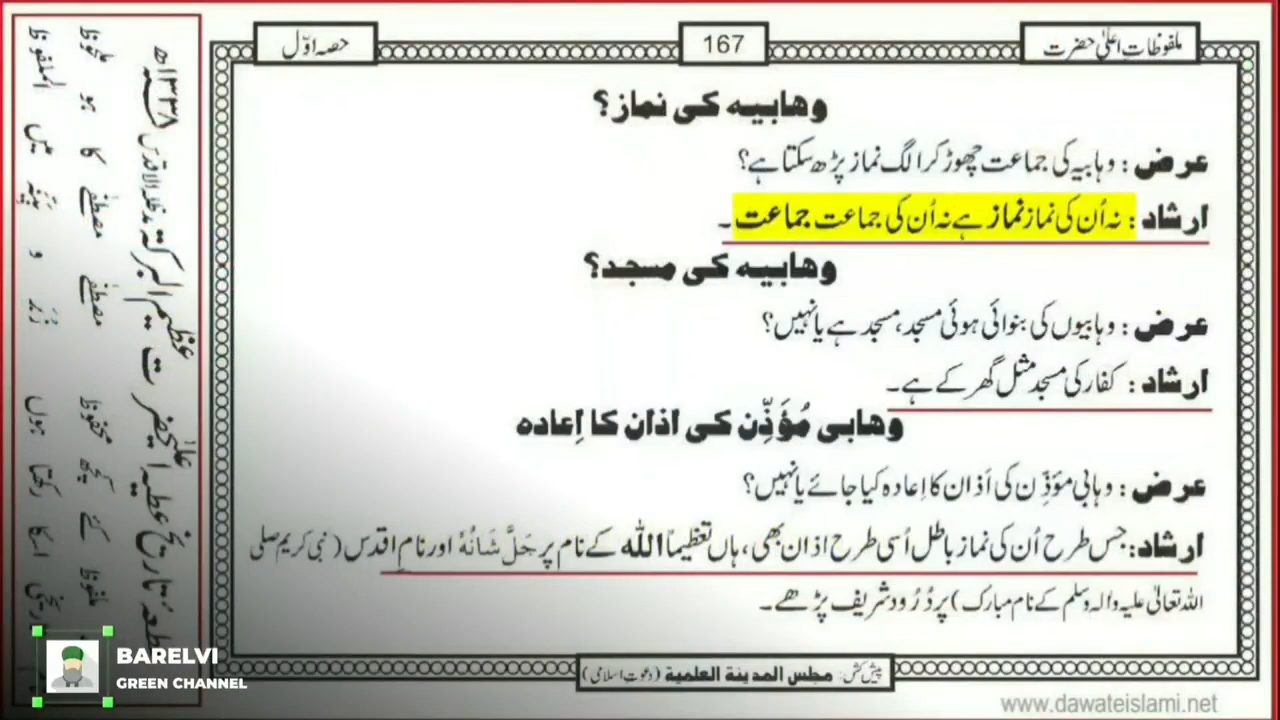 ملفوظاتِ اعلیٰ حضرت
167
حصہ اوّل
وھابیہ کی نماز؟
عرض : وہابیہ کی جماعت چھوڑ کر الگ نماز پڑھ سکتا ہے؟
ارشاد : نہ اُن کی نماز نماز ہے نہ اُن کی جماعت جماعت ۔
وھابیہ کی مسجد؟
عرض : وہابیوں کی بنوائی ہوئی مسجد، مسجد ہے یا نہیں؟
ارشاد : کفار کی مسجد مثل گھر کے ہے۔
وھابی مُؤَذِّن کی اذان کا اِعادہ
عرض : وہابی مؤذِّن کی اَذان کا اِعادہ کیا جائے یا نہیں؟
ارشاد: جس طرح اُن کی نماز باطل اُسی طرح اذان بھی ، ہاں تعظیماً اللہ کے نام پر جَلَّ شَانُہٗ اور نامِ اقدس ( نبی کریم صلی
اللہ تعالیٰ علیہ والہ وسلم کے نام مبارک ) پر دُرُود شریف پڑھے ۔
پیش کش: مجلس المدینۃ العلمیۃ (دعوتِ اسلامی)
www.dawateislami.net
BARELVI
GREEN CHANNEL